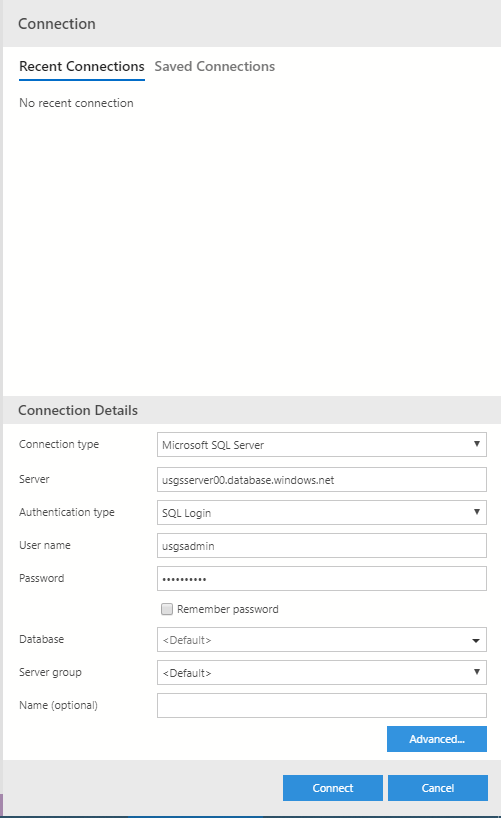 Connection
Recent Connections Saved Connections
No recent connection
Connection Details
Connection type Microsoft SQL Server
Server usgsserver00.database.windows.net
Authentication type SQL Login
User name usgsadmin
Password ••••••••••
Remember password
Database <Default>
Server group <Default>
Name (optional)
Advanced...
Connect Cancel